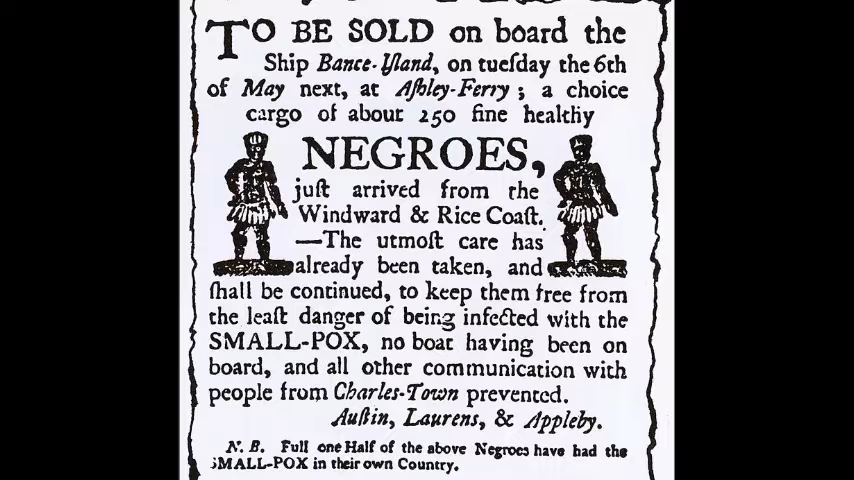 TO BE SOLD on board the
Ship Bance-Yſland, on tueſday the 6th
of May next, at Aſhley-Ferry ; a choice
cargo of about 250 fine healthy
NEGROES,
juſt arrived from the
Windward & Rice Coaſt.
—The utmoſt care has
already been taken, and
ſhall be continued, to keep them free from
the leaſt danger of being infected with the
SMALL-POX, no boat having been on
board, and all other communication with
people from Charles-Town prevented.
Auſtin, Laurens, & Appleby.
N. B. Full one Half of the above Negroes have had the
SMALL-POX in their own Country.